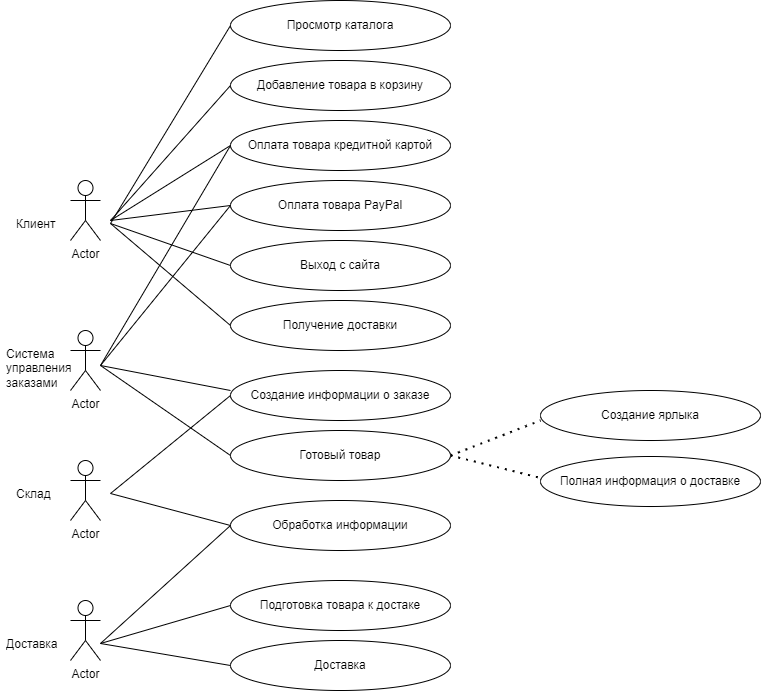 Просмотр каталога
Добавление товара в корзину
Оплата товара кредитной картой
Оплата товара PayPal
Клиент
Actor
Выход с сайта
Получение доставки
Система
управления
заказами
Actor
Создание информации о заказе
Создание ярлыка
Готовый товар
Полная информация о доставке
Склад
Actor
Обработка информации
Подготовка товара к достаке
Доставка
Actor
Доставка